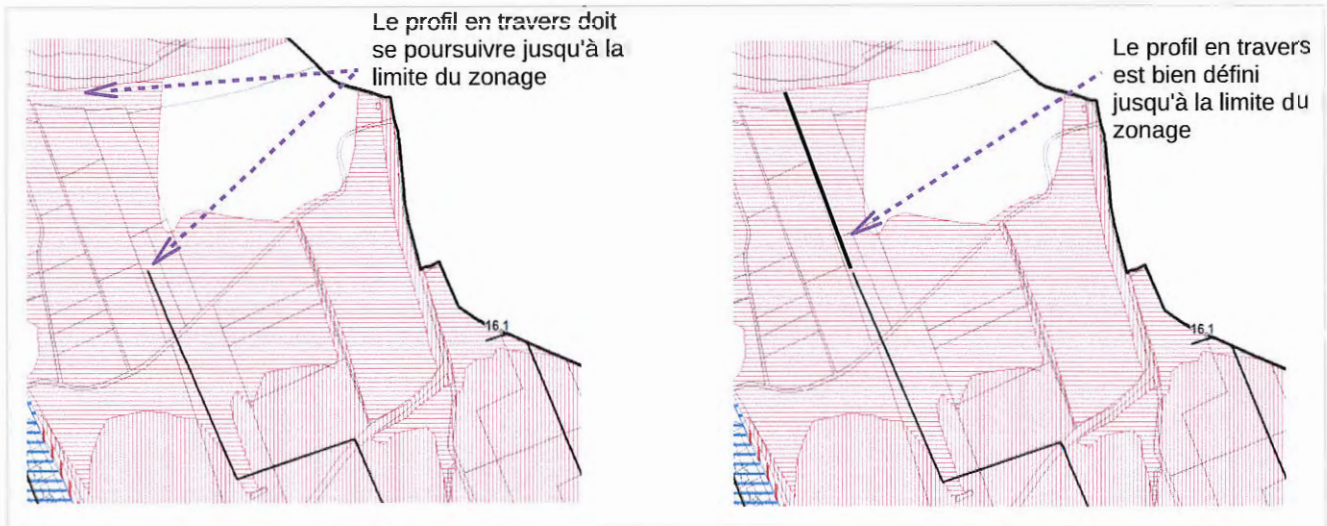 Le profil en travers doit
se poursuivre jusqu'à la
limite du zonage
16,1
Le profil en travers
est bien défini
jusqu'à la limite du
zonage
16,1